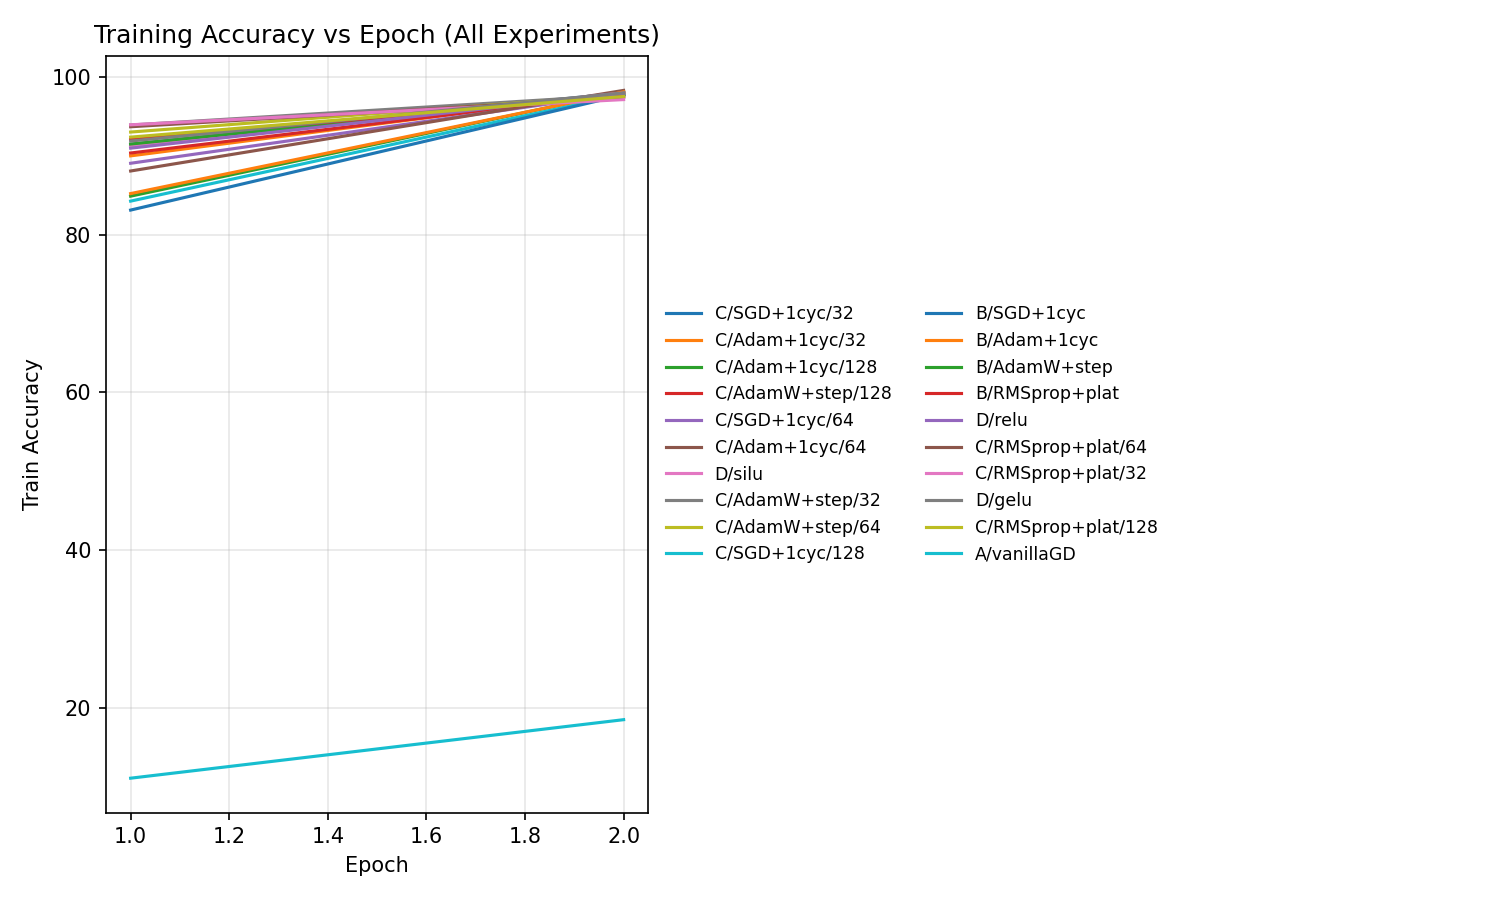 Training Accuracy vs Epoch (All Experiments)
100
80
60
40
20
Train Accuracy
1.0 1.2 1.4 1.6 1.8 2.0
Epoch
C/SGD+1cyc/32
C/Adam+1cyc/32
C/Adam+1cyc/128
C/AdamW+step/128
C/SGD+1cyc/64
C/Adam+1cyc/64
D/silu
C/AdamW+step/32
C/AdamW+step/64
C/SGD+1cyc/128
B/SGD+1cyc
B/Adam+1cyc
B/AdamW+step
B/RMSprop+plat
D/relu
C/RMSprop+plat/64
C/RMSprop+plat/32
D/gelu
C/RMSprop+plat/128
A/vanillaGD